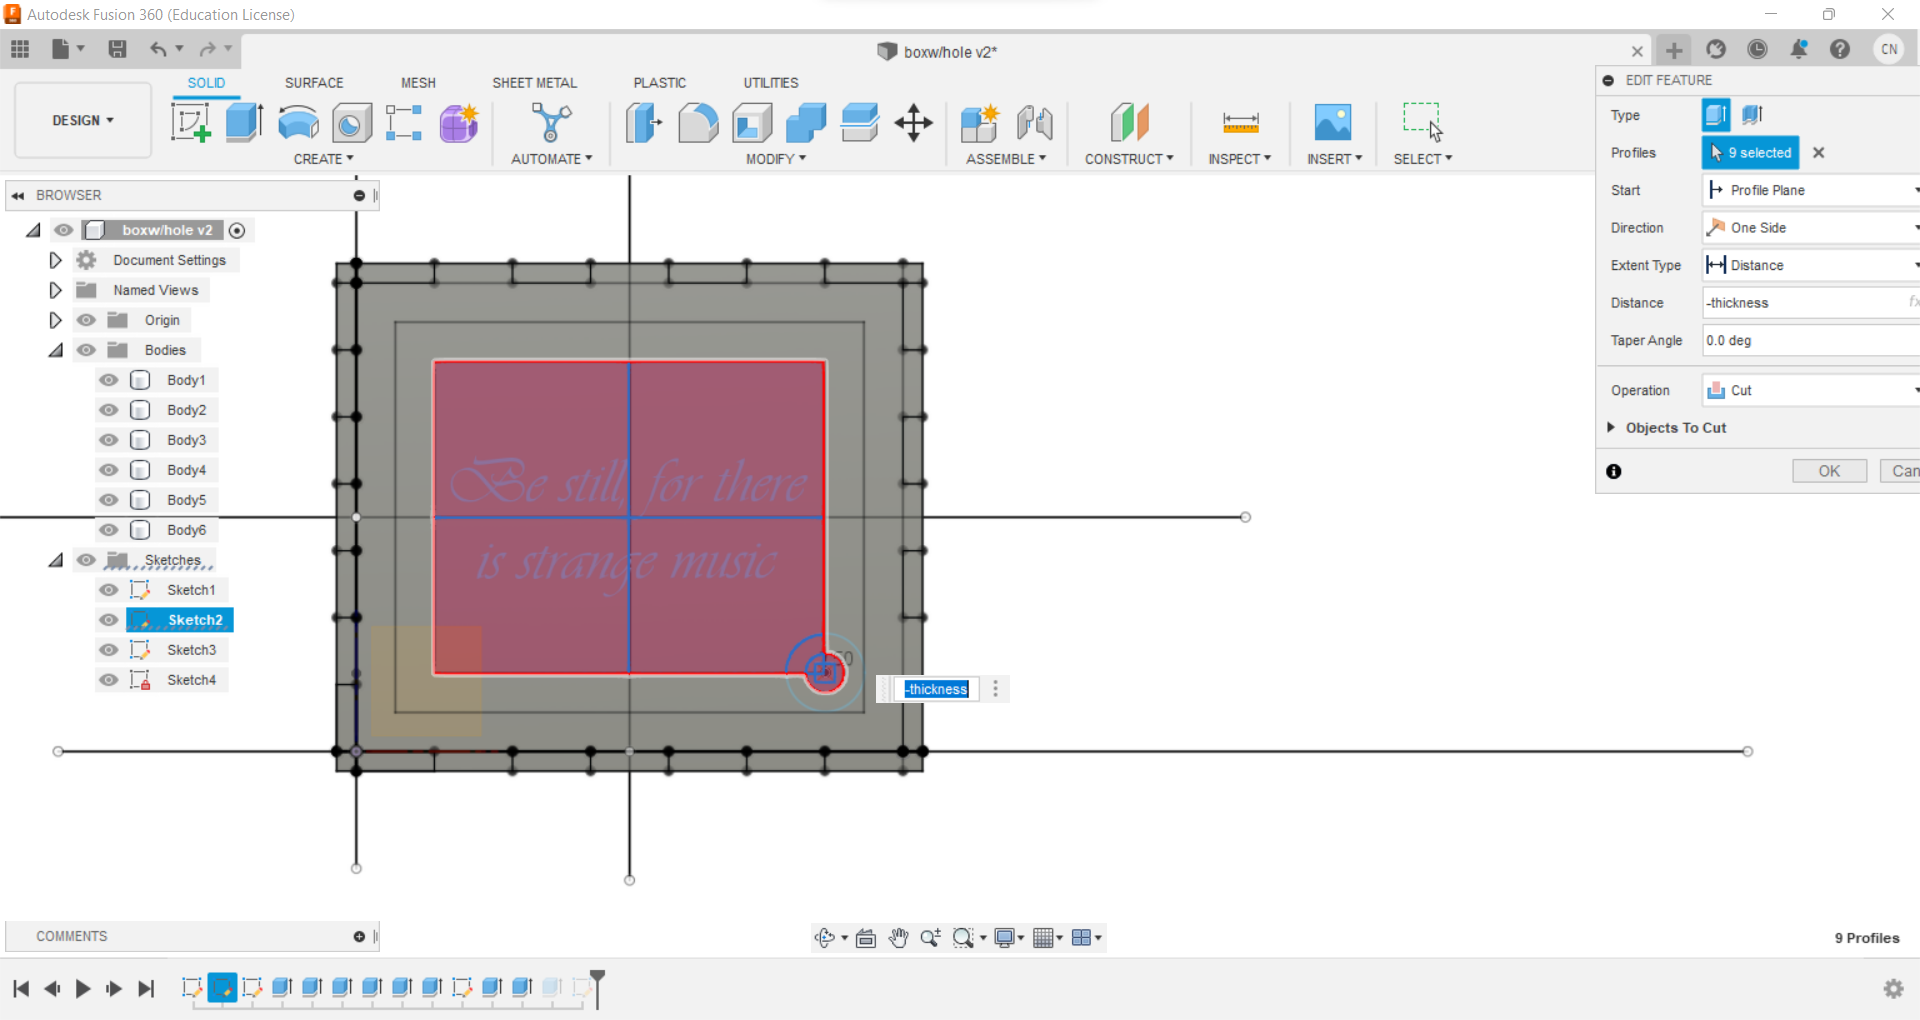 Autodesk Fusion 360 (Education License)
boxw/hole v2*
CN
DESIGN
SOLID
SURFACE
MESH
SHEET METAL
PLASTIC
UTILITIES
CREATE
AUTOMATE
MODIFY
ASSEMBLE
CONSTRUCT
INSPECT
INSERT
SELECT
EDIT FEATURE
Type
Profiles 9 selected
Start Profile Plane
Direction One Side
Extent Type Distance
Distance -thickness fx
Taper Angle 0.0 deg
Operation Cut
Objects To Cut
OK Can
BROWSER
boxw/hole v2
Document Settings
Named Views
Origin
Bodies
Body1
Body2
Body3
Body4
Body5
Body6
Sketches
Sketch1
Sketch2
Sketch3
Sketch4
Be still, for there
is strange music
-thickness
COMMENTS
9 Profiles